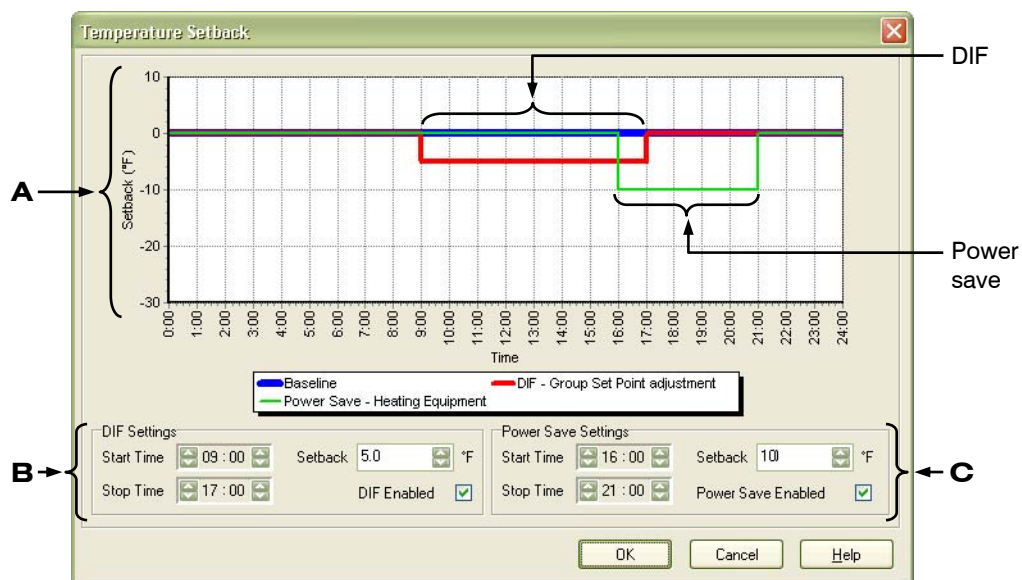 Temperature Setback
DIF
10
0
-10
-20
-30
Setback (°F)
A
Power
save
0:00 1:00 2:00 3:00 4:00 5:00 6:00 7:00 8:00 9:00 10:00 11:00 12:00 13:00 14:00 15:00 16:00 17:00 18:00 19:00 20:00 21:00 22:00 23:00 24:00
Time
Baseline DIF - Group Set Point adjustment
Power Save - Heating Equipment
B
DIF Settings
Start Time 09 : 00 Setback 5.0 °F
Stop Time 17 : 00 DIF Enabled
Power Save Settings
Start Time 16 : 00 Setback 10 °F
Stop Time 21 : 00 Power Save Enabled
C
OK Cancel Help